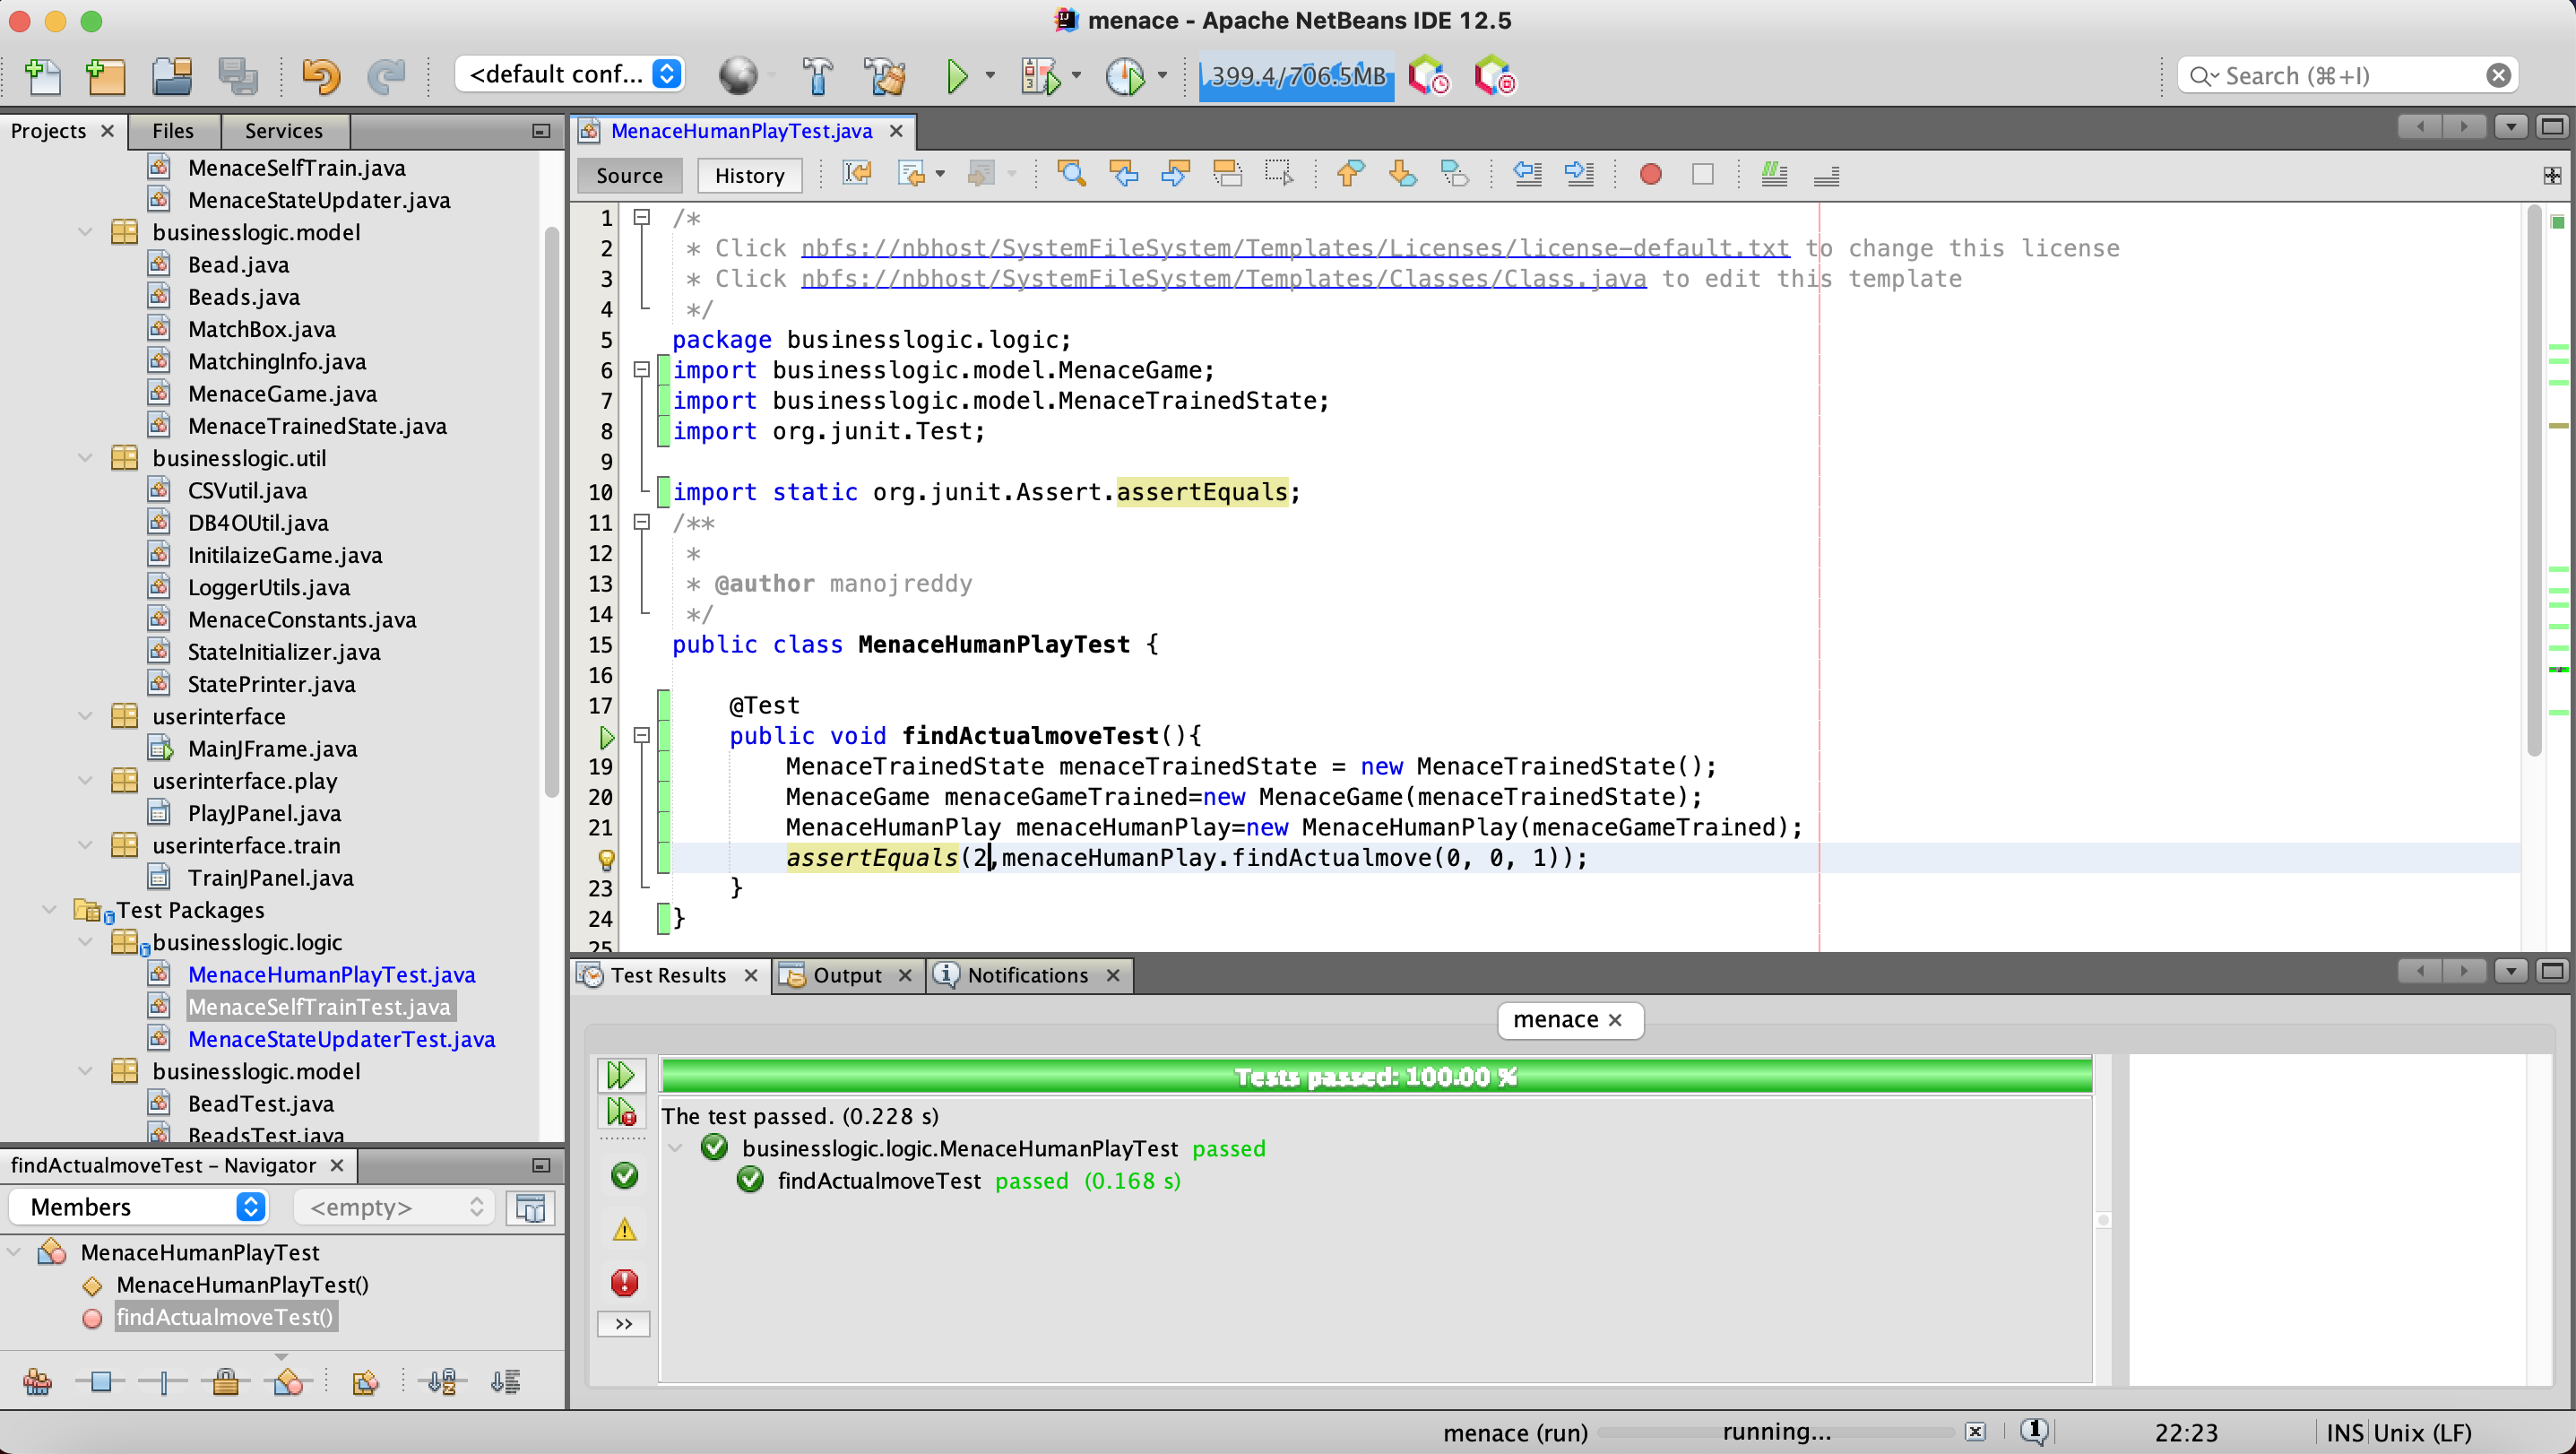 menace - Apache NetBeans IDE 12.5
<default conf...
399.4/706.5MB
Search (⌘+I)
Projects
Files
Services
MenaceSelfTrain.java
MenaceStateUpdater.java
businesslogic.model
Bead.java
Beads.java
MatchBox.java
MatchingInfo.java
MenaceGame.java
MenaceTrainedState.java
businesslogic.util
CSVutil.java
DB4OUtil.java
InitilaizeGame.java
LoggerUtils.java
MenaceConstants.java
StateInitializer.java
StatePrinter.java
userinterface
MainJFrame.java
userinterface.play
PlayJPanel.java
userinterface.train
TrainJPanel.java
Test Packages
businesslogic.logic
MenaceHumanPlayTest.java
MenaceSelfTrainTest.java
MenaceStateUpdaterTest.java
businesslogic.model
BeadTest.java
BeadsTest.java
findActualmoveTest - Navigator
Members
<empty>
MenaceHumanPlayTest
MenaceHumanPlayTest()
findActualmoveTest()
MenaceHumanPlayTest.java
Source
History
1 /*
2 * Click nbfs://nbhost/SystemFileSystem/Templates/Licenses/license-default.txt to change this license
3 * Click nbfs://nbhost/SystemFileSystem/Templates/Classes/Class.java to edit this template
4 */
5 package businesslogic.logic;
6 import businesslogic.model.MenaceGame;
7 import businesslogic.model.MenaceTrainedState;
8 import org.junit.Test;
9
10 import static org.junit.Assert.assertEquals;
11 /**
12 *
13 * @author manojreddy
14 */
15 public class MenaceHumanPlayTest {
16
17 @Test
public void findActualmoveTest(){
19 MenaceTrainedState menaceTrainedState = new MenaceTrainedState();
20 MenaceGame menaceGameTrained=new MenaceGame(menaceTrainedState);
21 MenaceHumanPlay menaceHumanPlay=new MenaceHumanPlay(menaceGameTrained);
assertEquals(2,menaceHumanPlay.findActualmove(0, 0, 1));
23 }
24 }
25
Test Results
Output
Notifications
menace
Tests passed: 100.00 %
The test passed. (0.228 s)
businesslogic.logic.MenaceHumanPlayTest passed
findActualmoveTest passed (0.168 s)
>>
menace (run)
running...
1
22:23
INS
Unix (LF)